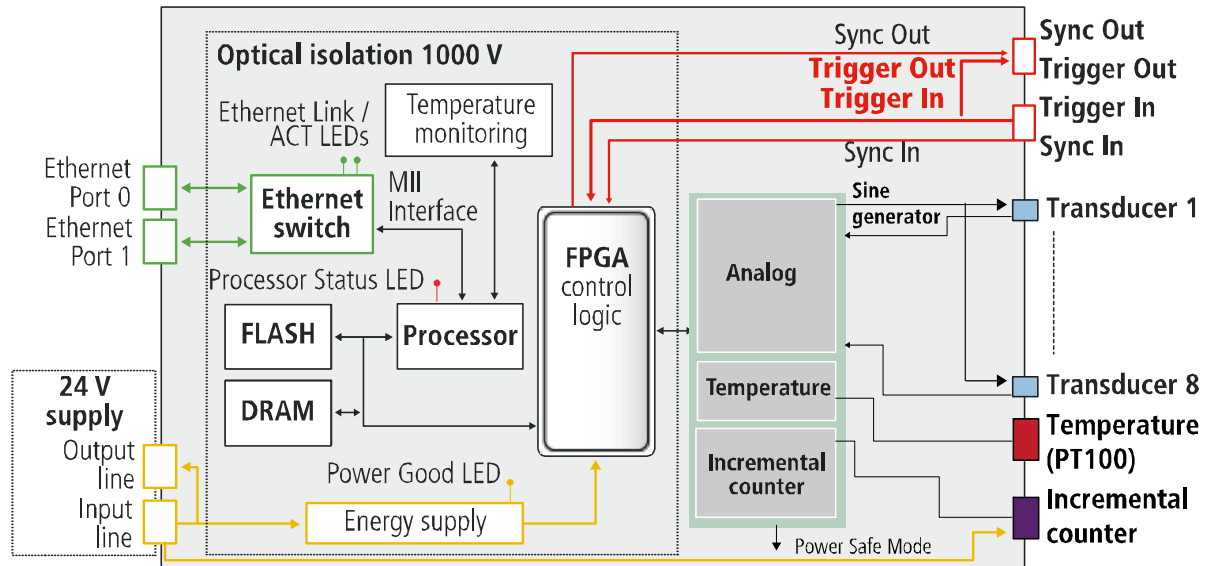 Optical isolation 1000 V
Sync Out
Trigger Out
Trigger In
Sync In
Sync Out
Trigger Out
Trigger In
Sync In
Ethernet Link /
ACT LEDs
Temperature
monitoring
Ethernet
Port 0
Ethernet
Port 1
Ethernet
switch
MII
Interface
Processor Status LED
FLASH
Processor
DRAM
FPGA
control
logic
Sine
generator
Analog
Temperature
Incremental
counter
Power Safe Mode
Transducer 1
Transducer 8
Temperature
(PT100)
Incremental
counter
24 V
supply
Output
line
Input
line
Power Good LED
Energy supply